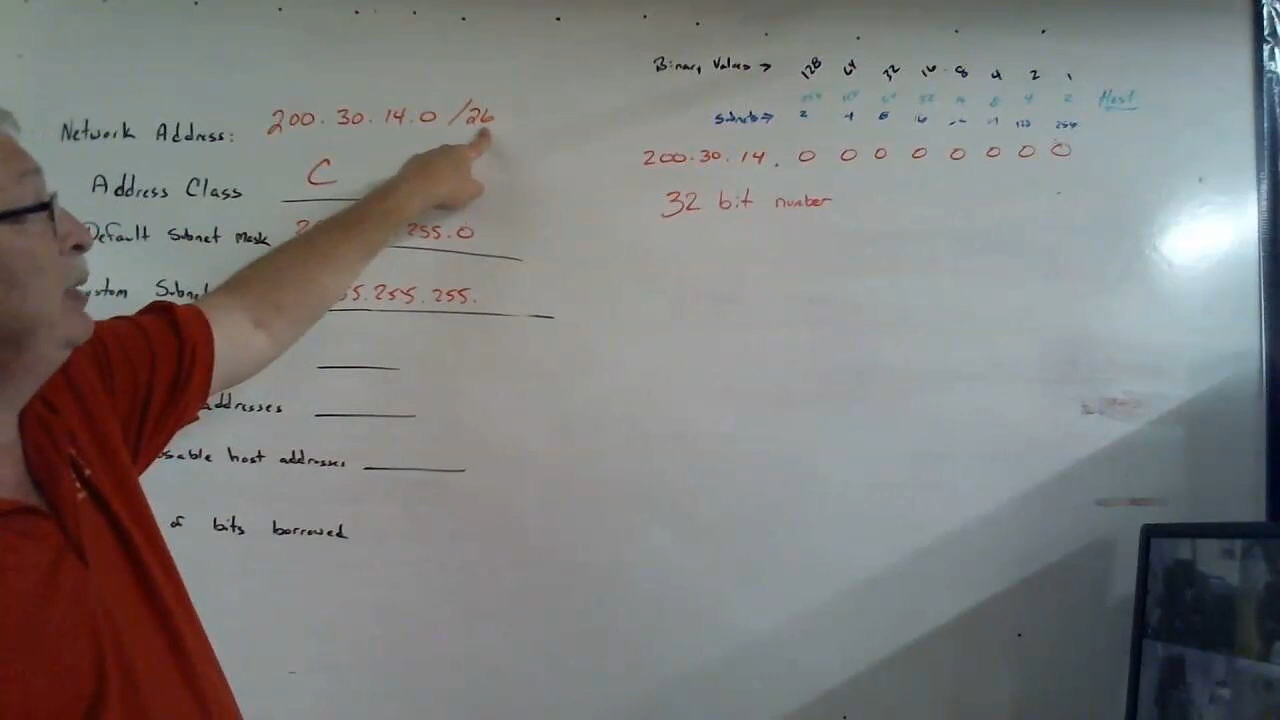 Network Address: 200.30.14.0 /26
Address Class C
Default Subnet Mask 255.0
Subnet 255.255.
addresses
usable host addresses
of bits borrowed
Binary Values → 128 64 32 16 8 4 2 1
Host
Subnets → 2 4 8 16
200.30.14. 0 0 0 0 0 0 0 0
32 bit number